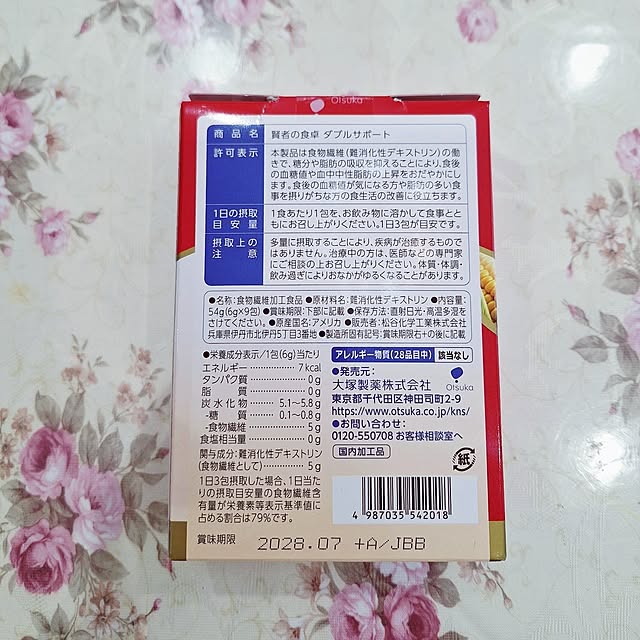 Otsuka
商品名 賢者の食卓 ダブルサポート
許可表示 本製品は食物繊維(難消化性デキストリン)の働
きで、糖分や脂肪の吸収を抑えることにより、食後
の血糖値や血中中性脂肪の上昇をおだやかにし
ます。食後の血糖値が気になる方や脂肪の多い食
事を摂りがちな方の食生活の改善に役立ちます。
1日の摂取 1食あたり1包を、お飲み物に溶かして食事とと
目安量 もにお召し上がりください。1日3包が目安です。
摂取上の 多量に摂取することにより、疾病が治癒するもので
注意 はありません。治療中の方は、医師などの専門家
にご相談の上お召し上がりください。体質・体調・
飲み過ぎによりおなかがゆるくなることがあります。
●名称:食物繊維加工食品 ●原材料名:難消化性デキストリン ●内容量:
54g(6g×9包) ●賞味期限:下部に記載 ●保存方法:直射日光・高温多湿を
さけてください。●原産国名:アメリカ ●販売者:松谷化学工業株式会社
兵庫県伊丹市北伊丹5丁目3番地 ●製造所固有記号:賞味期限右+の後に記載
●栄養成分表示/1包(6g)当たり
エネルギー 7kcal
タンパク質 0g
脂質 0g
炭水化物 5.1~5.8g
-糖質 0.1~0.8g
-食物繊維 5g
食塩相当量 0g
関与成分:難消化性デキストリン
(食物繊維として) 5g
1日3包摂取した場合、1日当た
りの摂取目安量の食物繊維含
有量が栄養素等表示基準値に
占める割合は79%です。
アレルギー物質(28品目中) 該当なし
●発売元:
大塚製薬株式会社
Otsuka
東京都千代田区神田司町2-9
https://www.otsuka.co.jp/kns/
●お問い合わせ:
0120-550708 お客様相談室へ
国内加工品
紙
4 987035 542018
賞味期限 2028.07 +A/JBB